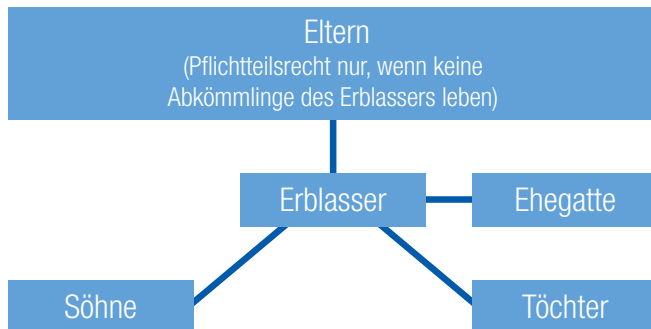 Eltern
(Pflichtteilsrecht nur, wenn keine
Abkömmlinge des Erblassers leben)
Erblasser
Ehegatte
Söhne
Töchter